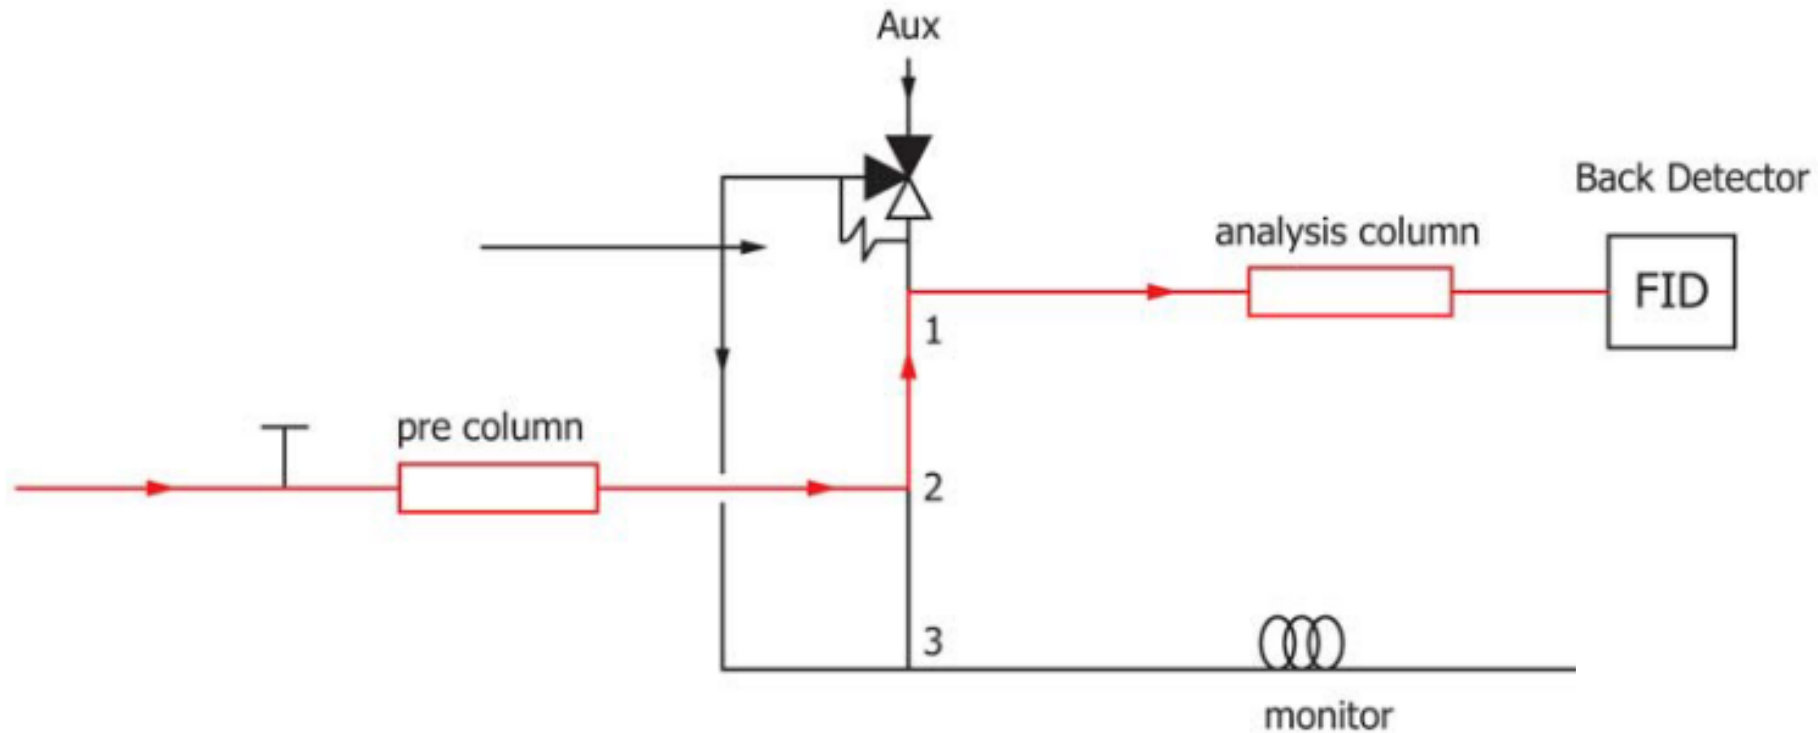 Aux
Back Detector
analysis column
FID
1
pre column
2
3
monitor